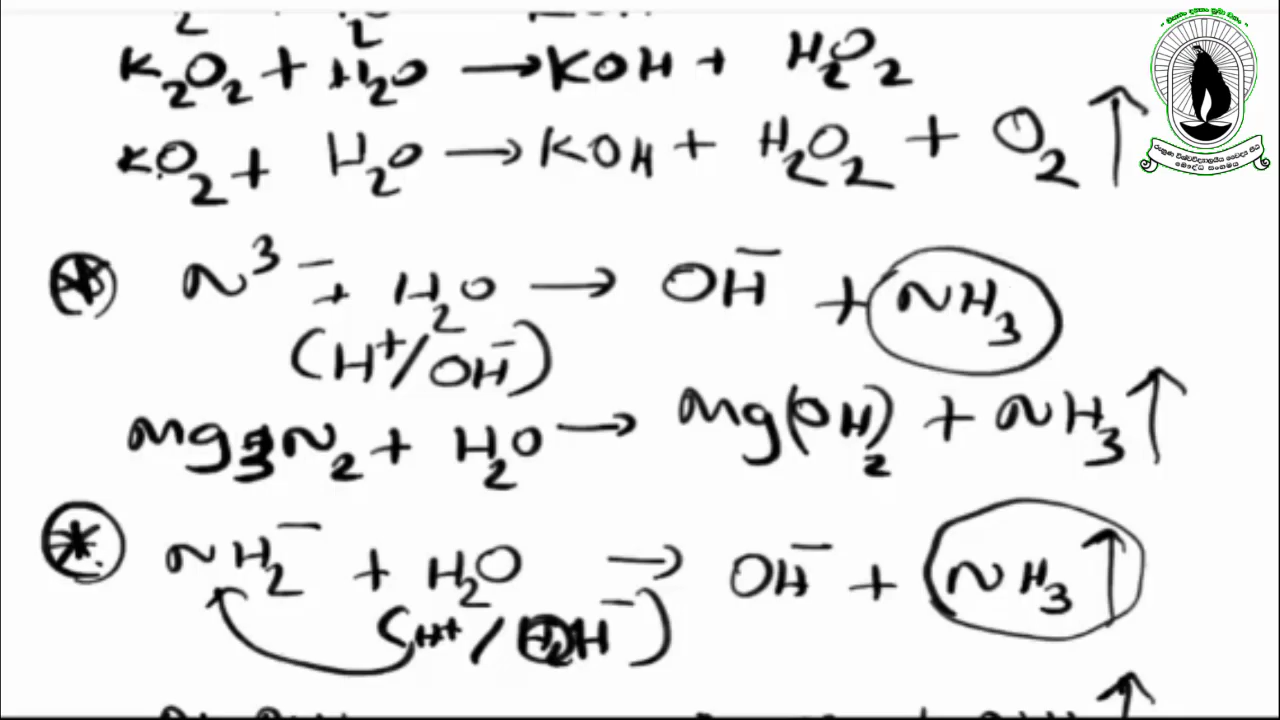 K₂O₂ + H₂O → KOH + H₂O₂
KO₂ + H₂O → KOH + H₂O₂ + O₂ ↑
N³⁻ + H₂O → OH⁻ + NH₃
(H⁺/OH⁻)
Mg₃N₂ + H₂O → Mg(OH)₂ + NH₃ ↑
NH₂⁻ + H₂O → OH⁻ + NH₃ ↑